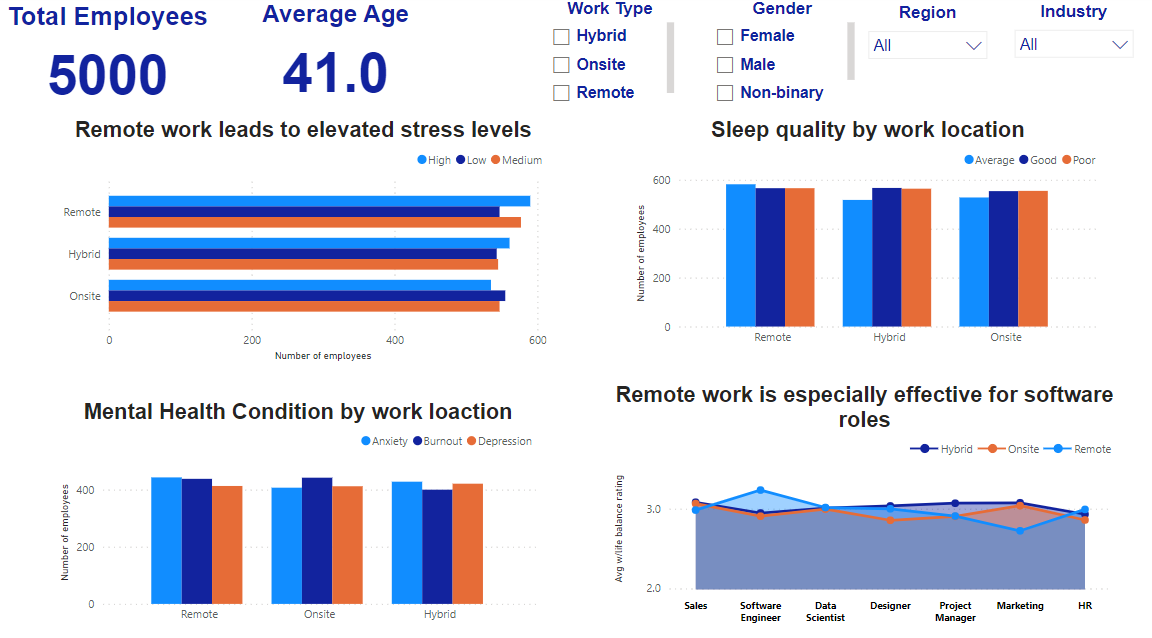 Total Employees
5000
Average Age
41.0
Work Type
Hybrid
Onsite
Remote
Gender
Female
Male
Non-binary
Region
All
Industry
All
Remote work leads to elevated stress levels
High Low Medium
Remote
Hybrid
Onsite
0 200 400 600
Number of employees
Sleep quality by work location
Average Good Poor
Number of employees
600
400
200
0
Remote Hybrid Onsite
Mental Health Condition by work loaction
Anxiety Burnout Depression
Number of employees
400
200
0
Remote Onsite Hybrid
Remote work is especially effective for software
roles
Hybrid Onsite Remote
Avg w/life balance rating
3.0
2.0
Sales Software Data Designer Project Marketing HR
Engineer Scientist Manager